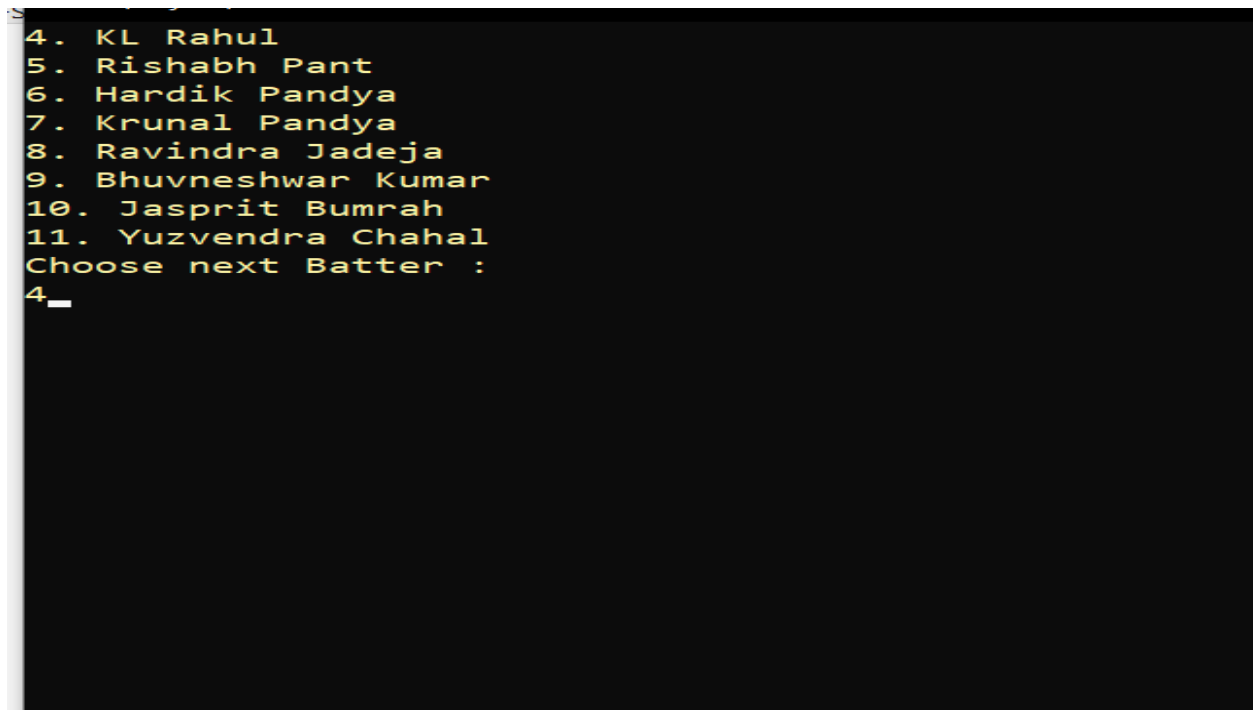 4. KL Rahul
5. Rishabh Pant
6. Hardik Pandya
7. Krunal Pandya
8. Ravindra Jadeja
9. Bhuvneshwar Kumar
10. Jasprit Bumrah
11. Yuzvendra Chahal
Choose next Batter :
4